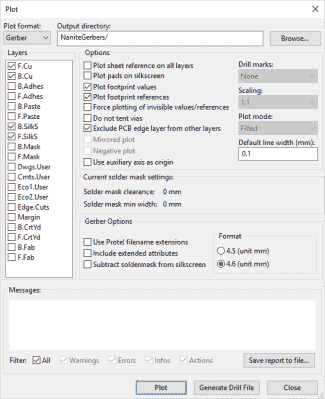 Plot
Plot format:
Output directory:
Gerber
NaniteGerbers/
Browse...
Layers
F.Cu
B.Cu
B.Adhes
F.Adhes
B.Paste
F.Paste
B.SilkS
F.SilkS
B.Mask
F.Mask
Dwgs.User
Cmts.User
Eco1.User
Eco2.User
Edge.Cuts
Margin
B.CrtYd
F.CrtYd
B.Fab
F.Fab
Options
Plot sheet reference on all layers
Plot pads on silkscreen
Plot footprint values
Plot footprint references
Force plotting of invisible values/references
Do not tent vias
Exclude PCB edge layer from other layers
Mirrored plot
Negative plot
Use auxiliary axis as origin
Drill marks:
None
Scaling:
1:1
Plot mode:
Filled
Default line width (mm):
0.1
Current solder mask settings:
Solder mask clearance: 0 mm
Solder mask min width: 0 mm
Gerber Options
Use Protel filename extensions
Include extended attributes
Subtract soldermask from silkscreen
Format
4.5 (unit mm)
4.6 (unit mm)
Messages:
Filter: All Warnings Errors Infos Actions Save report to file...
Plot Generate Drill File Close